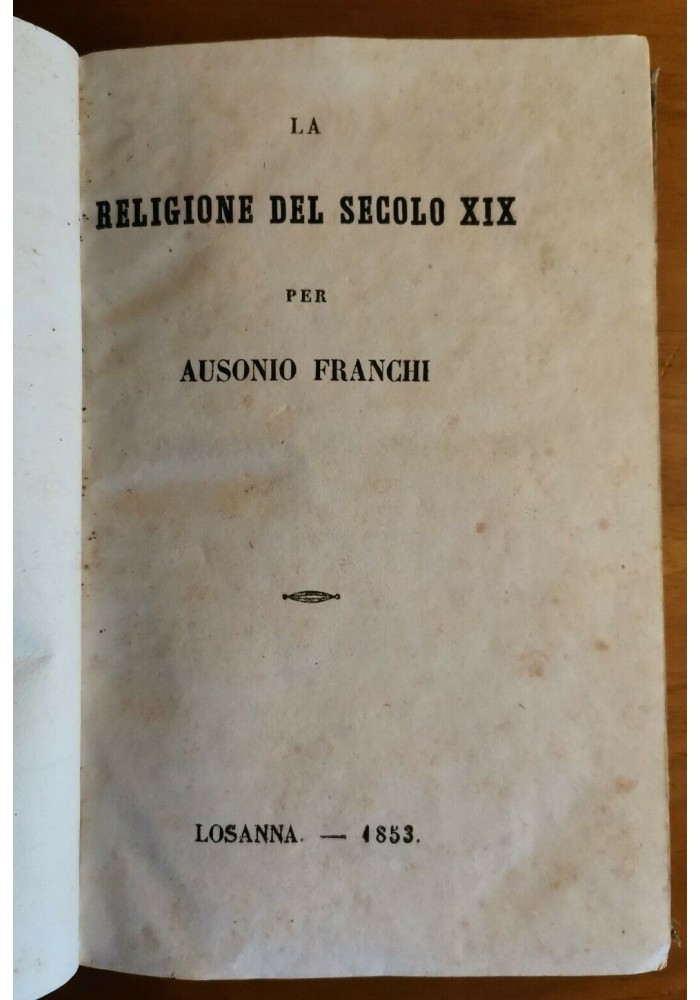 LA
RELIGIONE DEL SECOLO XIX
PER
AUSONIO FRANCHI
LOSANNA. — 1853.